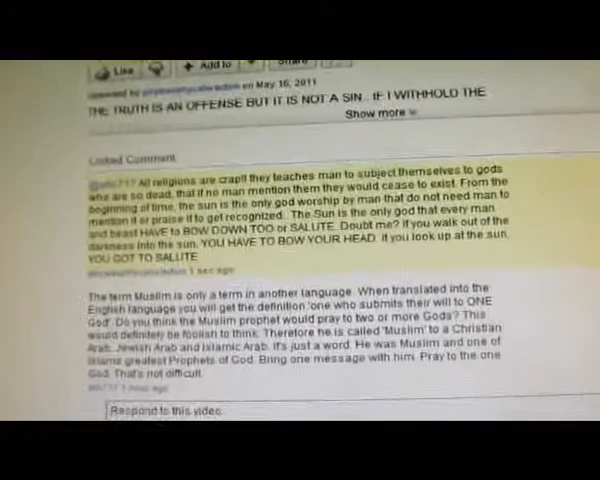 Like
Add to
Share
on May 16, 2011
THE TRUTH IS AN OFFENSE BUT IT IS NOT A SIN.. IF I WITHHOLD THE
Show more
Linked Comment
All religions are crap!! they teaches man to subject themselves to gods
who are so dead, that if no man mention them they would cease to exist. From the
beginning of time, the sun is the only god worship by man that do not need man to
mention it or praise it to get recognized. The Sun is the only god that every man
and beast HAVE to BOW DOWN TOO or SALUTE. Doubt me? if you walk out of the
darkness into the sun, YOU HAVE TO BOW YOUR HEAD. if you look up at the sun,
YOU GOT TO SALUTE
1 sec ago
The term Muslim is only a term in another language. When translated into the
English language you will get the definition 'one who submits their will to ONE
God'. Do you think the Muslim prophet would pray to two or more Gods? This
would definitely be foolish to think. Therefore he is called 'Muslim' to a Christian
Arab, Jewish Arab and Islamic Arab. It's just a word. He was Muslim and one of
Islams greatest Prophets of God. Bring one message with him. Pray to the one
God. That's not difficult.
ago
Respond to this video